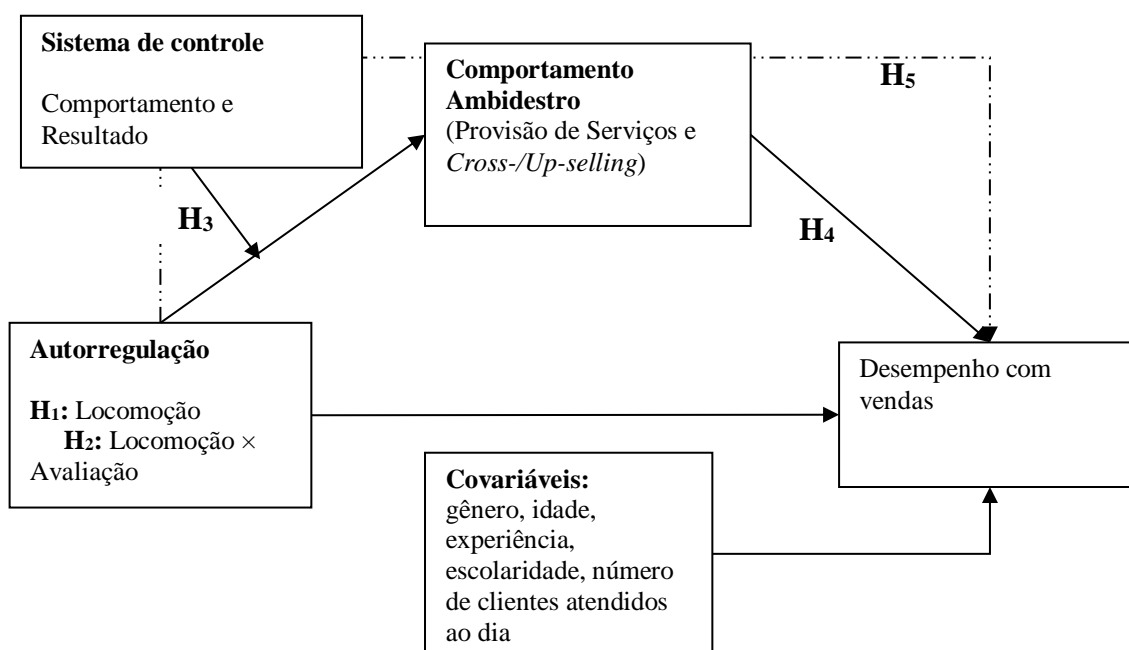 Sistema de controle
Comportamento e
Resultado
Comportamento
Ambidestro
(Provisão de Serviços e
Cross-/Up-selling)
H5
H3
H4
Autorregulação
H1: Locomoção
H2: Locomoção ×
Avaliação
Desempenho com
vendas
Covariáveis:
gênero, idade,
experiência,
escolaridade, número
de clientes atendidos
ao dia